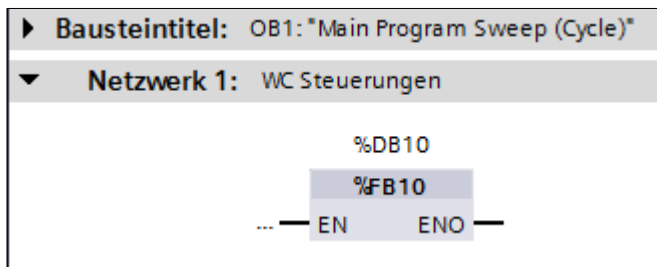 Bausteintitel: OB1: "Main Program Sweep (Cycle)"
Netzwerk 1: WC Steuerungen
%DB10
%FB10
... EN ENO